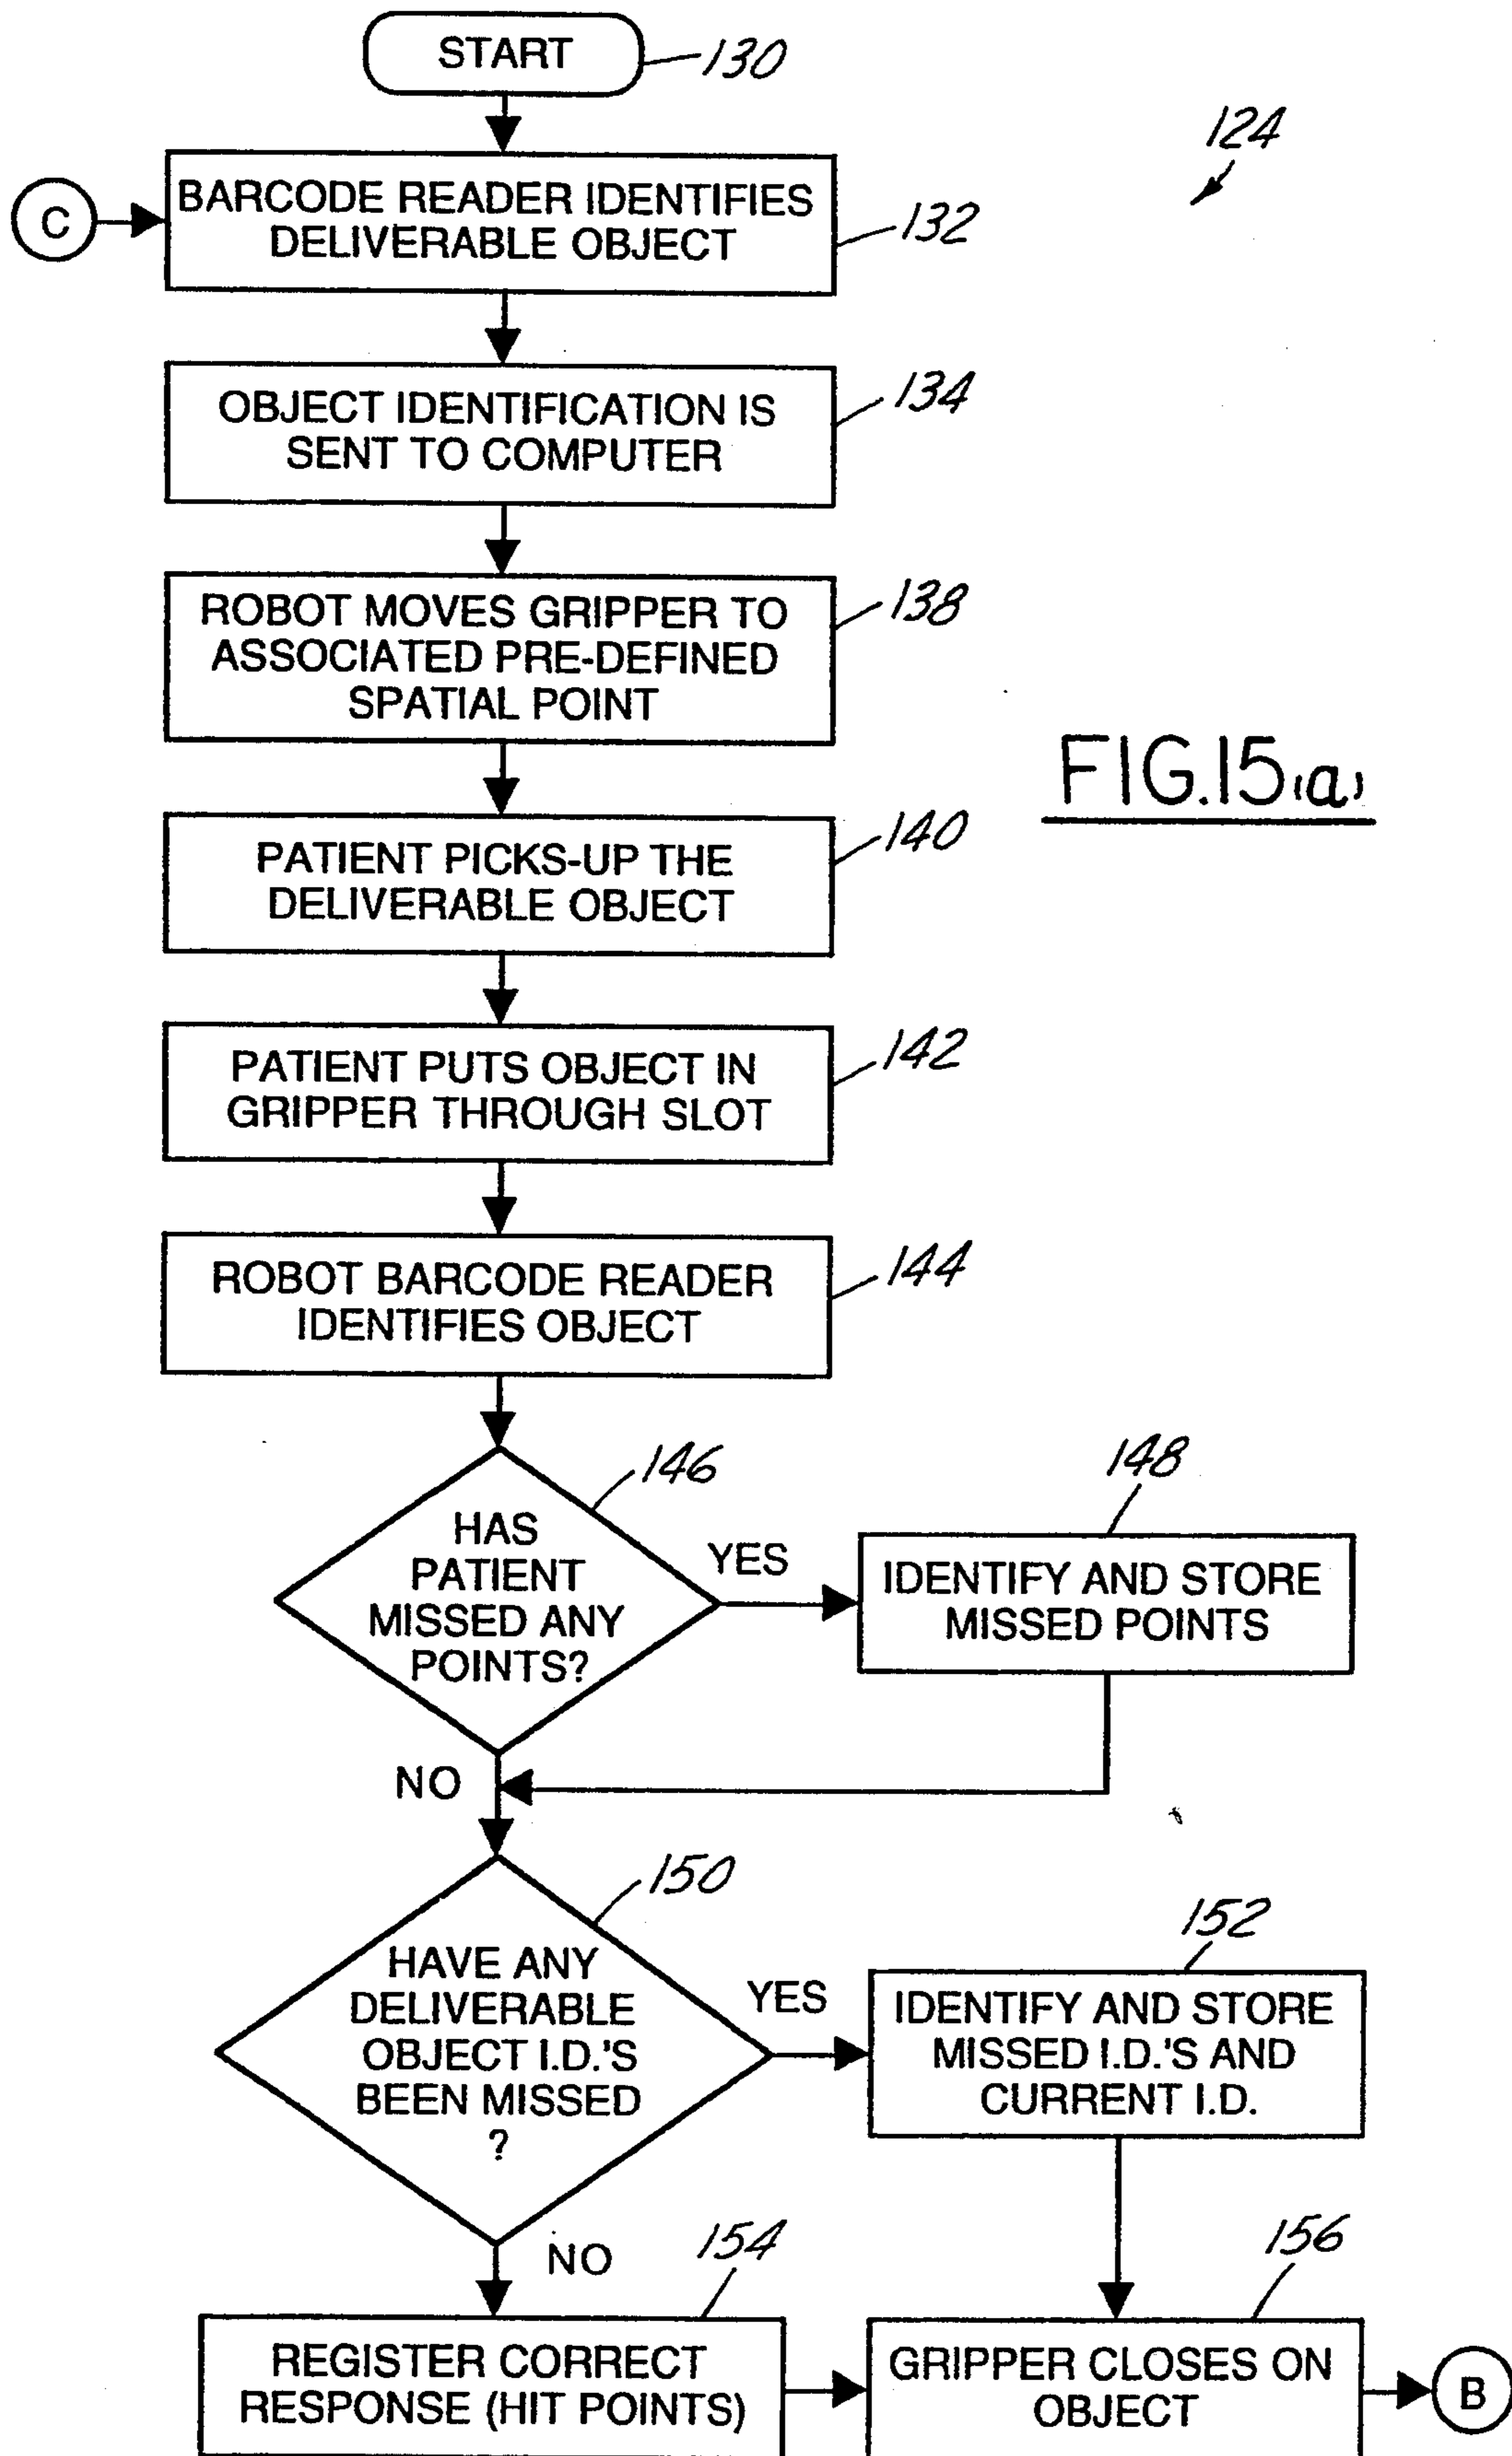 START
130
124
C
BARCODE READER IDENTIFIES
DELIVERABLE OBJECT
132
OBJECT IDENTIFICATION IS
SENT TO COMPUTER
134
ROBOT MOVES GRIPPER TO
ASSOCIATED PRE-DEFINED
SPATIAL POINT
138
FIG.15(a)
PATIENT PICKS-UP THE
DELIVERABLE OBJECT
140
PATIENT PUTS OBJECT IN
GRIPPER THROUGH SLOT
142
ROBOT BARCODE READER
IDENTIFIES OBJECT
144
HAS
PATIENT
MISSED ANY
POINTS?
146
YES
148
IDENTIFY AND STORE
MISSED POINTS
NO
HAVE ANY
DELIVERABLE
OBJECT I.D.'S
BEEN MISSED
?
150
YES
152
IDENTIFY AND STORE
MISSED I.D.'S AND
CURRENT I.D.
NO
154
REGISTER CORRECT
RESPONSE (HIT POINTS)
156
GRIPPER CLOSES ON
OBJECT
B